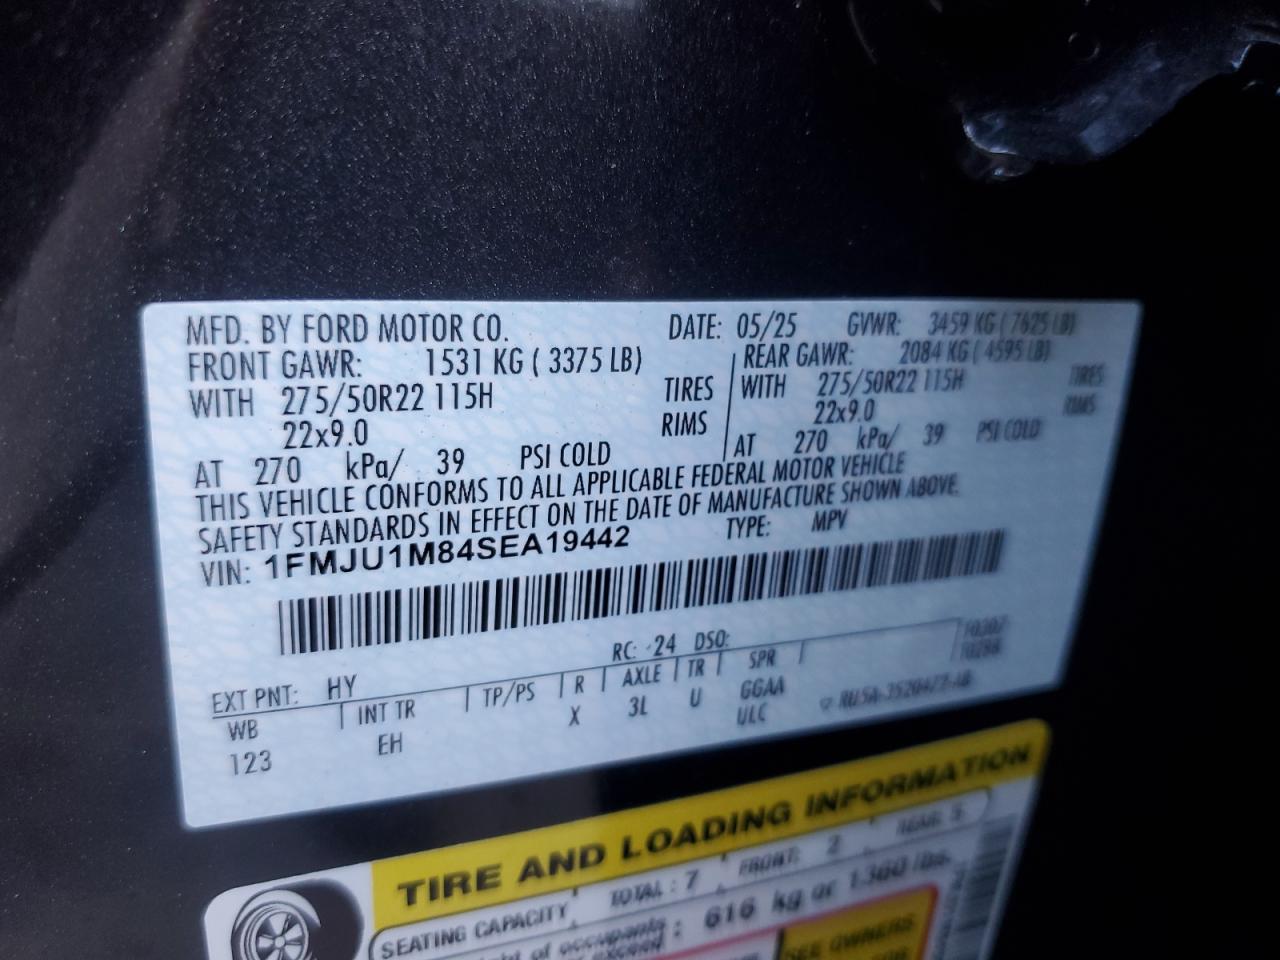 MFD. BY FORD MOTOR CO. DATE: 05/25 GVWR: 3459 KG ( 7625 LB)
FRONT GAWR: 1531 KG ( 3375 LB) REAR GAWR: 2084 KG ( 4595 LB)
WITH 275/50R22 115H TIRES WITH 275/50R22 115H TIRES
22x9.0 RIMS 22x9.0 RIMS
AT 270 kPa/ 39 PSI COLD AT 270 kPa/ 39 PSI COLD
THIS VEHICLE CONFORMS TO ALL APPLICABLE FEDERAL MOTOR VEHICLE
SAFETY STANDARDS IN EFFECT ON THE DATE OF MANUFACTURE SHOWN ABOVE.
VIN: 1FMJU1M84SEA19442 TYPE: MPV
EXT PNT: HY RC: 24 DSO:
WB INT TR TP/PS R AXLE TR SPR
123 EH X 3L U GGAA
ULC
TIRE AND LOADING INFORMATION
SEATING CAPACITY TOTAL : 7 FRONT: 2 REAR: 5
of occupants : 616 kg or 1360 lbs.
exceed
SEE OWNERS